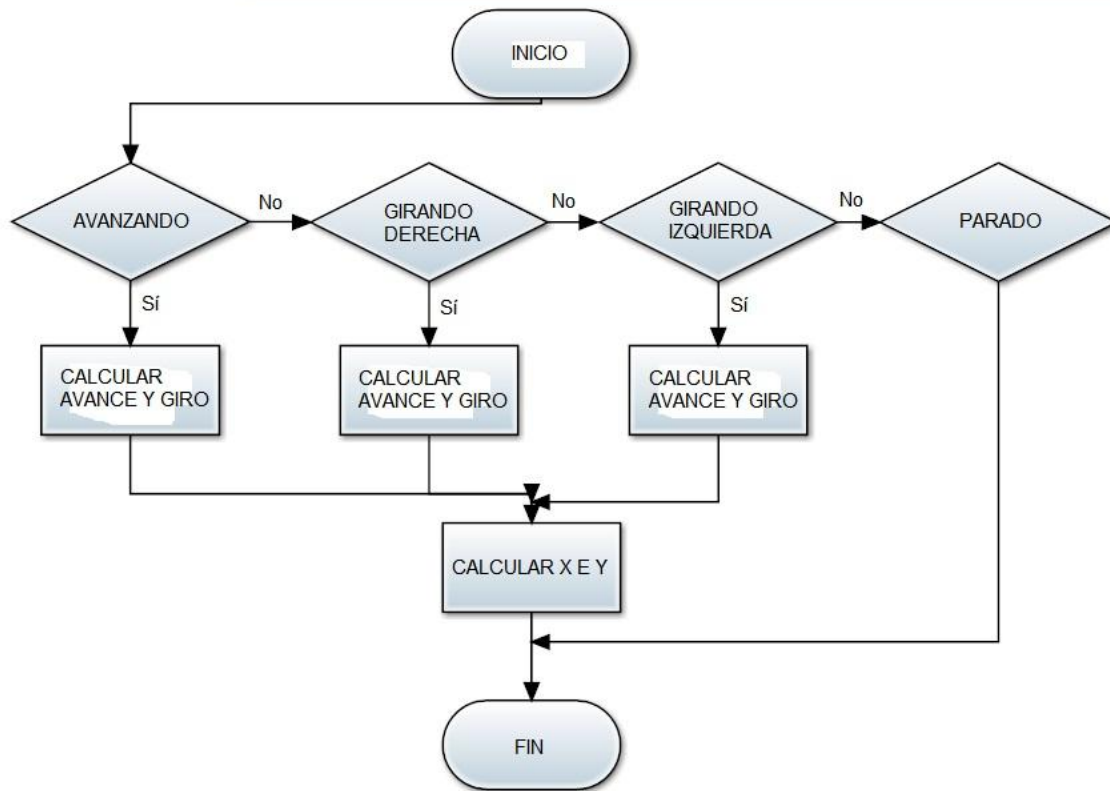 INICIO
AVANZANDO
No
GIRANDO
DERECHA
No
GIRANDO
IZQUIERDA
No
PARADO
Sí
Sí
Sí
CALCULAR
AVANCE Y GIRO
CALCULAR
AVANCE Y GIRO
CALCULAR
AVANCE Y GIRO
CALCULAR X E Y
FIN